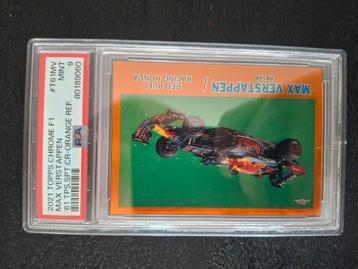 2021 TOPPS CHROME F1
MAX VERSTAPPEN
'61 TPS.SPT.CR-ORANGE REF.
#T61MV
MINT
9
80189060
PSA
MAX VERSTAPPEN /
RED BULL
RACING HONDA